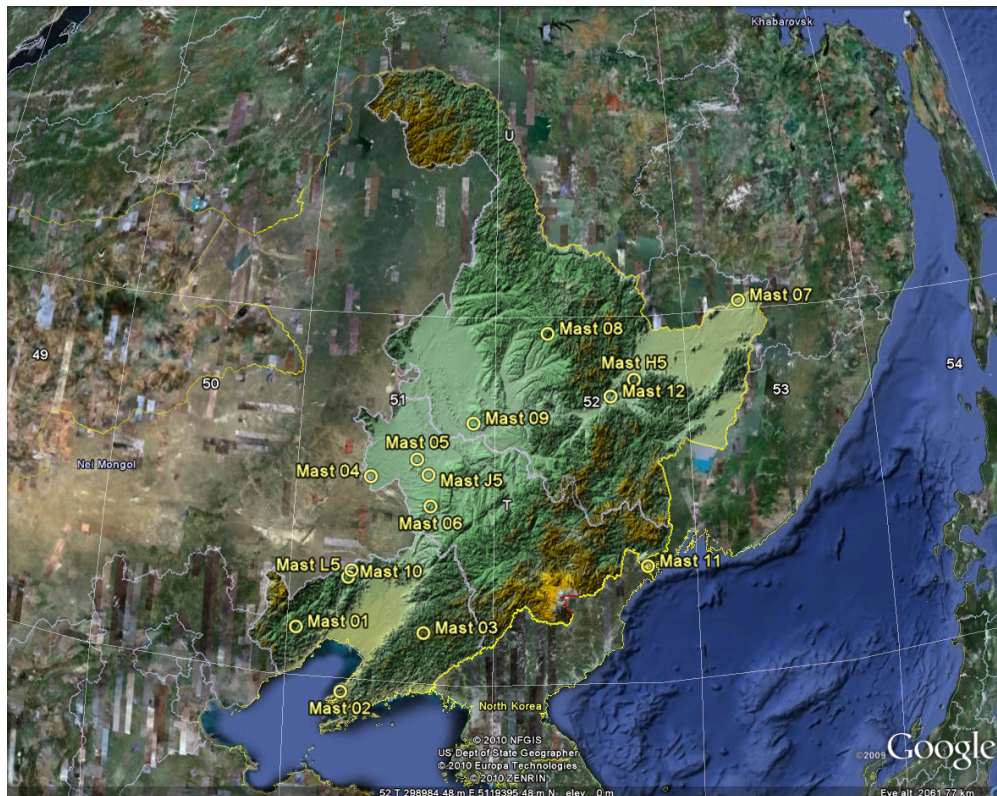 Khabarovsk
U
Mast 07
Mast 08
49
Mast H5
54
50
53
51
Mast 12
52
Mast 09
Mast 05
Nei Mongol
Mast 04
Mast J5
T
Mast 06
Mast L5
Mast 10
Mast 11
Mast 01
Mast 03
Mast 02
North Korea
© 2010 NFGIS
US Dept of State Geographer
© 2010 Europa Technologies
© 2010 ZENRIN
©2009 Google
52 T 298984.48 m E 5119395.48 m N elev 0 m
Eye alt 2061.77 km